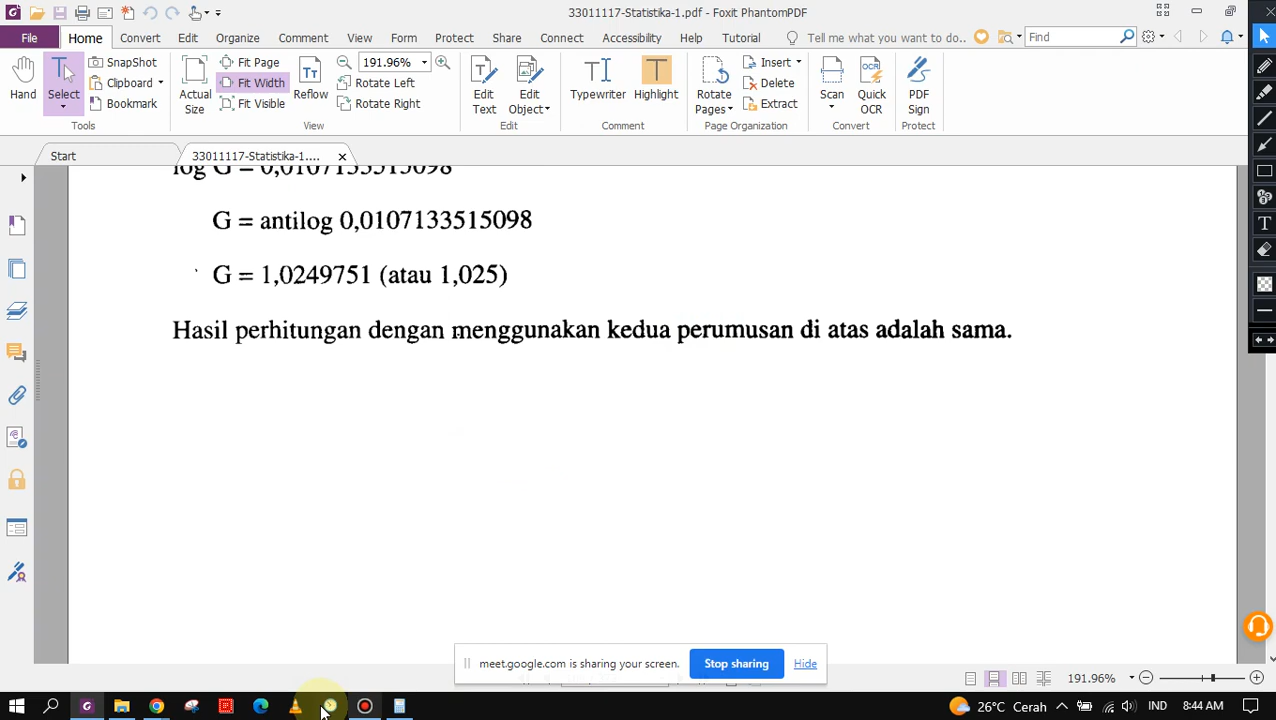 33011117-Statistika-1.pdf - Foxit PhantomPDF
File Home Convert Edit Organize Comment View Form Protect Share Connect Accessibility Help Tutorial Tell me what you want to do.. Find
Hand
Select
SnapShot
Clipboard
Bookmark
Tools
Actual
Size
Fit Page
Fit Width
Fit Visible
Reflow
191.96%
Rotate Left
Rotate Right
View
Edit
Text
Edit
Object
Edit
Typewriter
Highlight
Comment
Rotate
Pages
Insert
Delete
Extract
Page Organization
Scan
Quick
OCR
Convert
PDF
Sign
Protect
Start
33011117-Statistika-1....
log G = 0,0107133515098
G = antilog 0,0107133515098
G = 1,0249751 (atau 1,025)
Hasil perhitungan dengan menggunakan kedua perumusan di atas adalah sama.
meet.google.com is sharing your screen. Stop sharing Hide
191.96%
26°C Cerah IND 8:44 AM